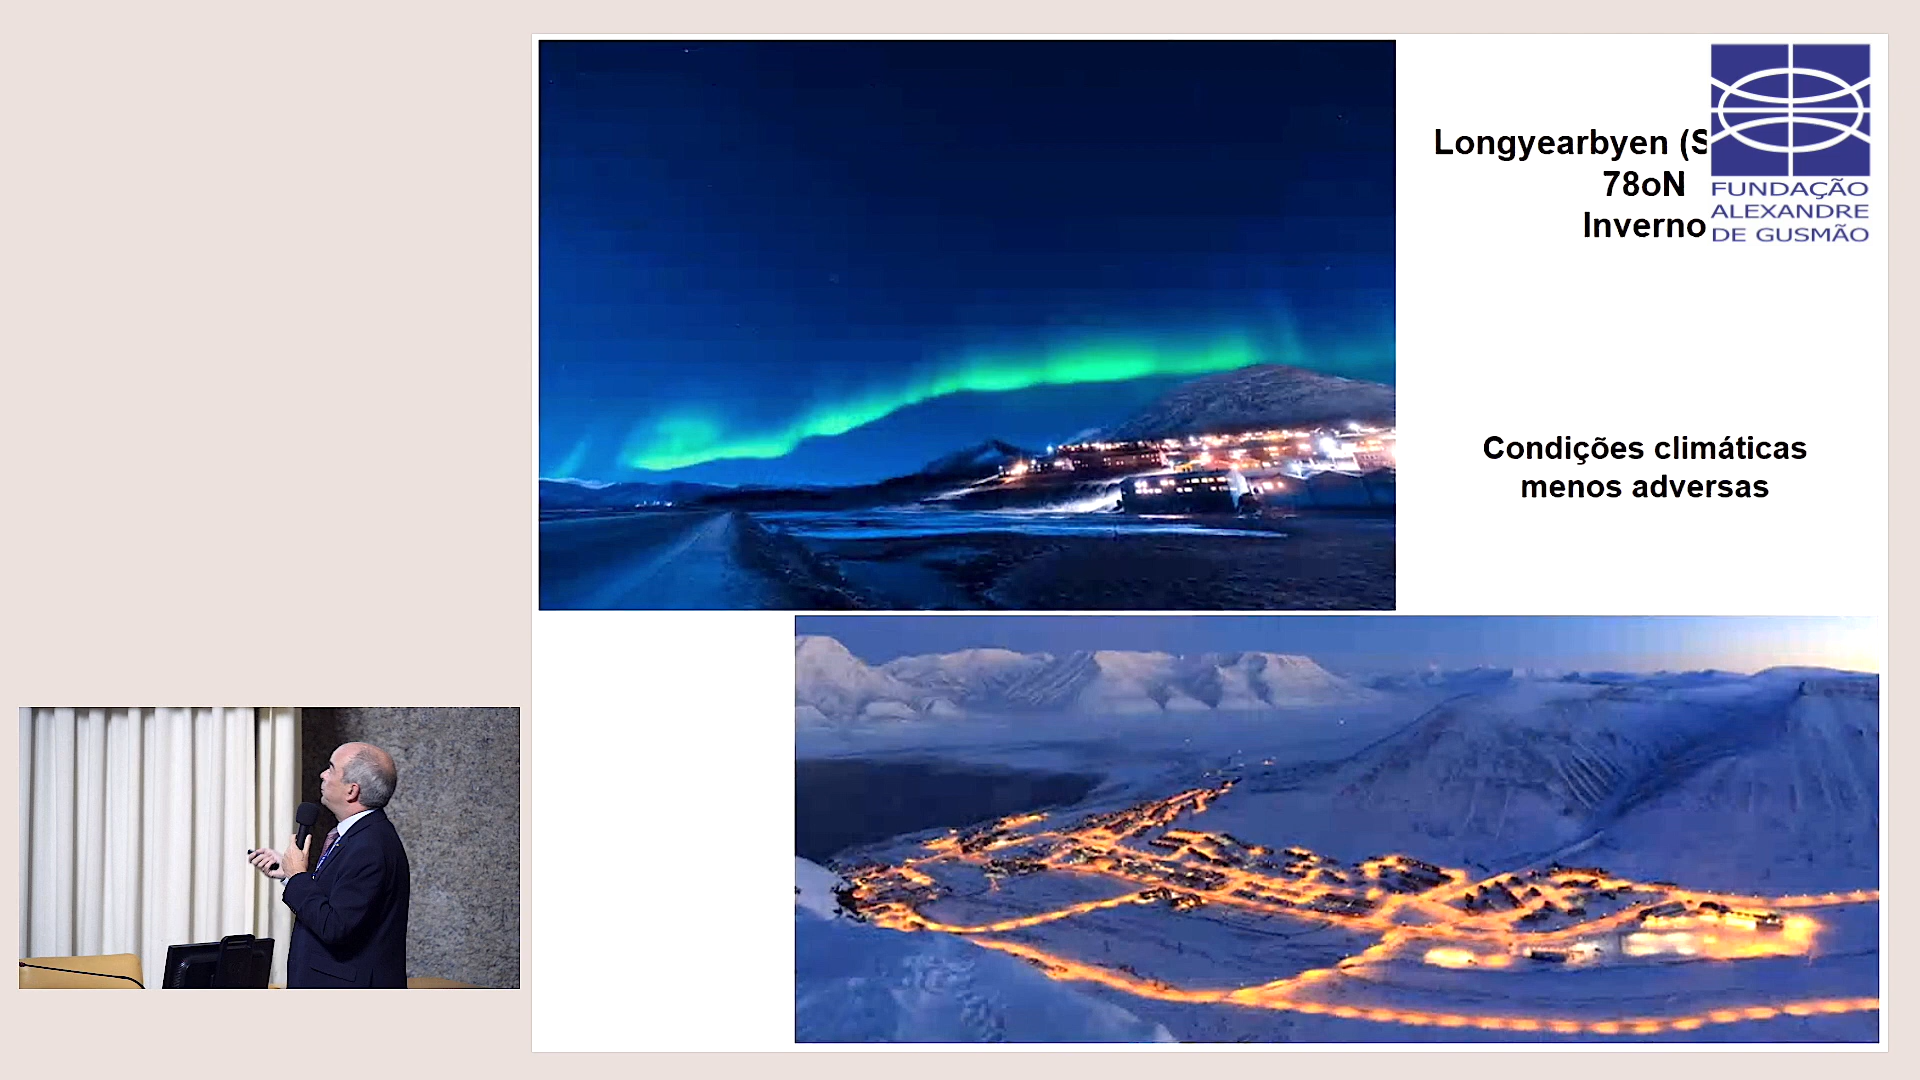 Longyearbyen (S
78oN
Inverno
FUNDAÇÃO
ALEXANDRE
DE GUSMÃO
Condições climáticas
menos adversas